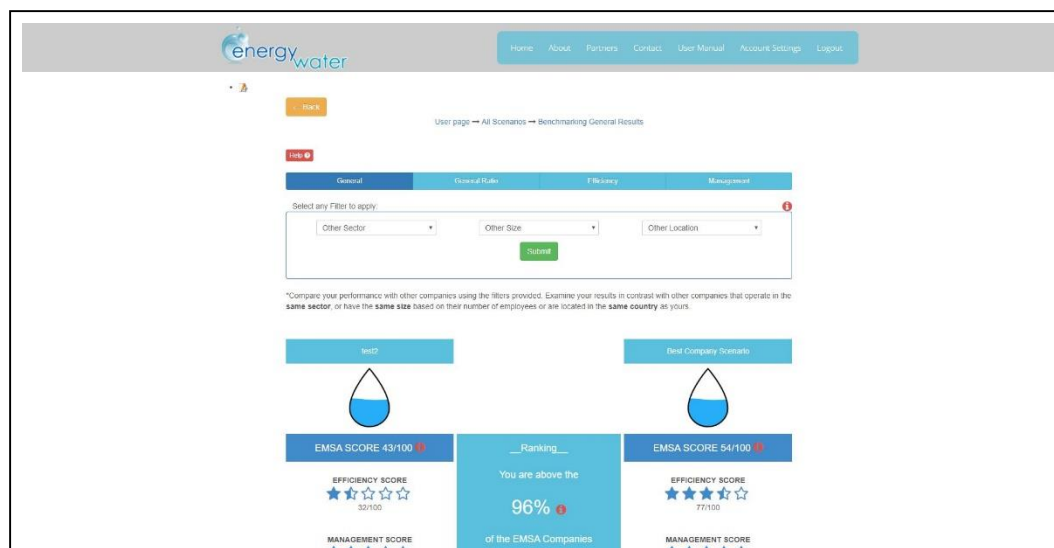 energy
water
Home About Partners Contact User Manual Account Settings Logout
← Back
User page → All Scenarios → Benchmarking General Results
Help
General General Ratio Efficiency Management
Select any Filter to apply:
Other Sector Other Size Other Location
Submit
*Compare your performance with other companies using the filters provided. Examine your results in contrast with other companies that operate in the
same sector, or have the same size based on their number of employees or are located in the same country as yours.
test2 Best Company Scenario
EMSA SCORE 43/100 __Ranking__ EMSA SCORE 54/100
EFFICIENCY SCORE You are above the EFFICIENCY SCORE
32/100 96% 77/100
MANAGEMENT SCORE of the EMSA Companies MANAGEMENT SCORE